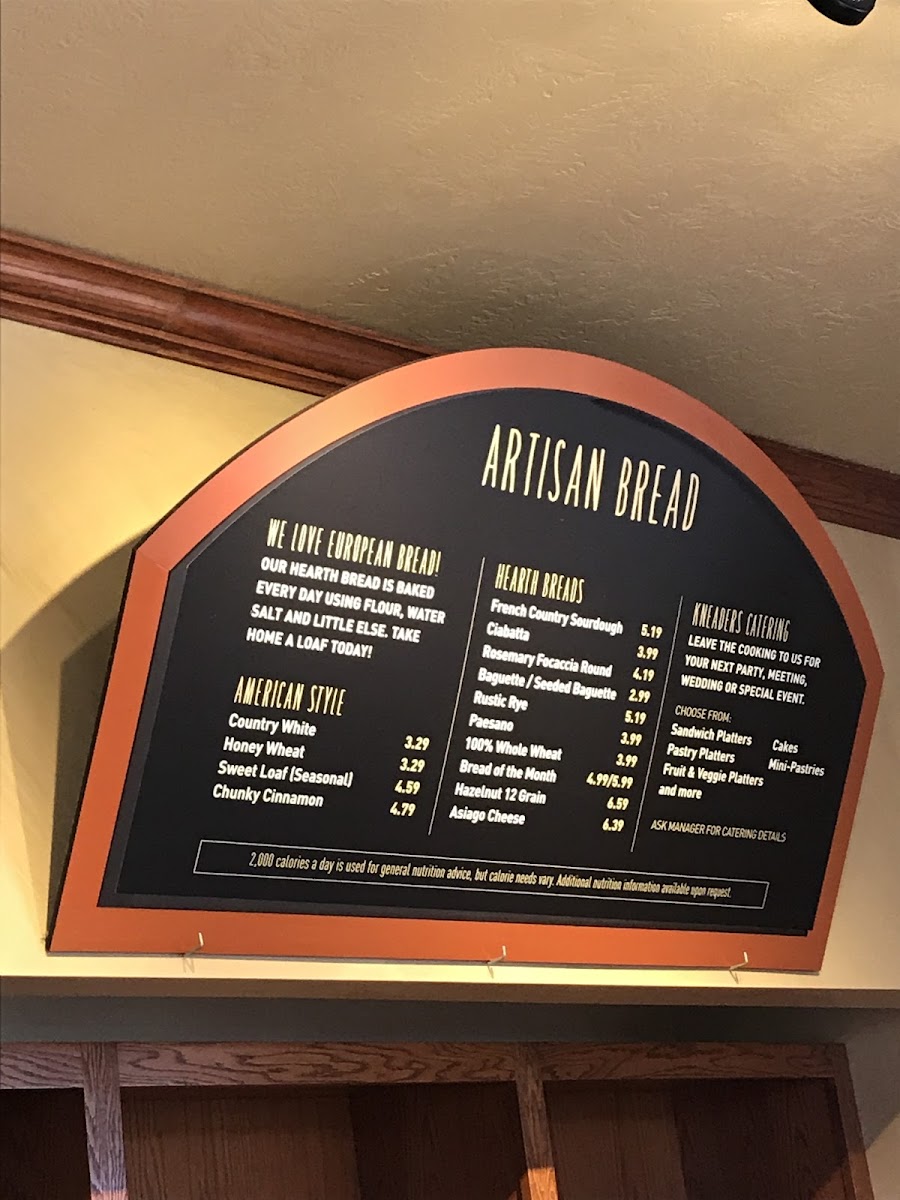 ARTISAN BREAD
WE LOVE EUROPEAN BREAD!
OUR HEARTH BREAD IS BAKED
EVERY DAY USING FLOUR, WATER
SALT AND LITTLE ELSE. TAKE
HOME A LOAF TODAY!
AMERICAN STYLE
Country White 3.29
Honey Wheat 3.29
Sweet Loaf (Seasonal) 4.59
Chunky Cinnamon 4.79
HEARTH BREADS
French Country Sourdough 5.19
Ciabatta 3.99
Rosemary Focaccia Round 4.19
Baguette / Seeded Baguette 2.99
Rustic Rye 5.19
Paesano 3.99
100% Whole Wheat 3.99
Bread of the Month 4.99/5.99
Hazelnut 12 Grain 6.59
Asiago Cheese 6.39
KNEADERS CATERING
LEAVE THE COOKING TO US FOR
YOUR NEXT PARTY, MEETING,
WEDDING OR SPECIAL EVENT.
CHOOSE FROM:
Sandwich Platters Cakes
Pastry Platters Mini-Pastries
Fruit & Veggie Platters
and more
ASK MANAGER FOR CATERING DETAILS
2,000 calories a day is used for general nutrition advice, but calorie needs vary. Additional nutrition information available upon request.